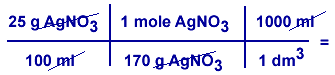 25 g AgNO3 1 mole AgNO3 1000 ml
100 ml 170 g AgNO3 1 dm3 =